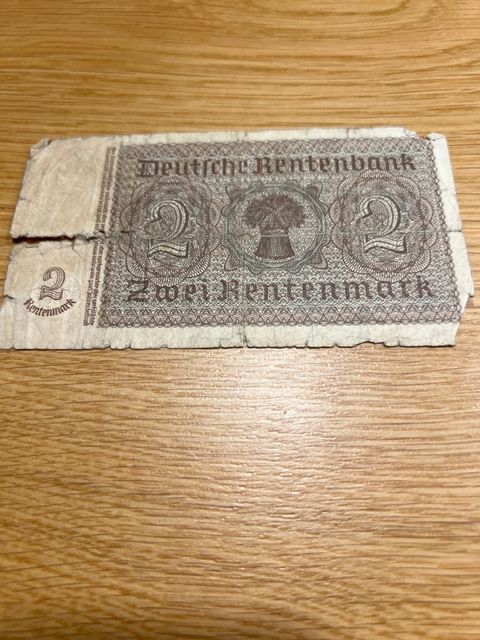 Deutsche Rentenbank
2 2
2
Rentenmark
Zwei Rentenmark